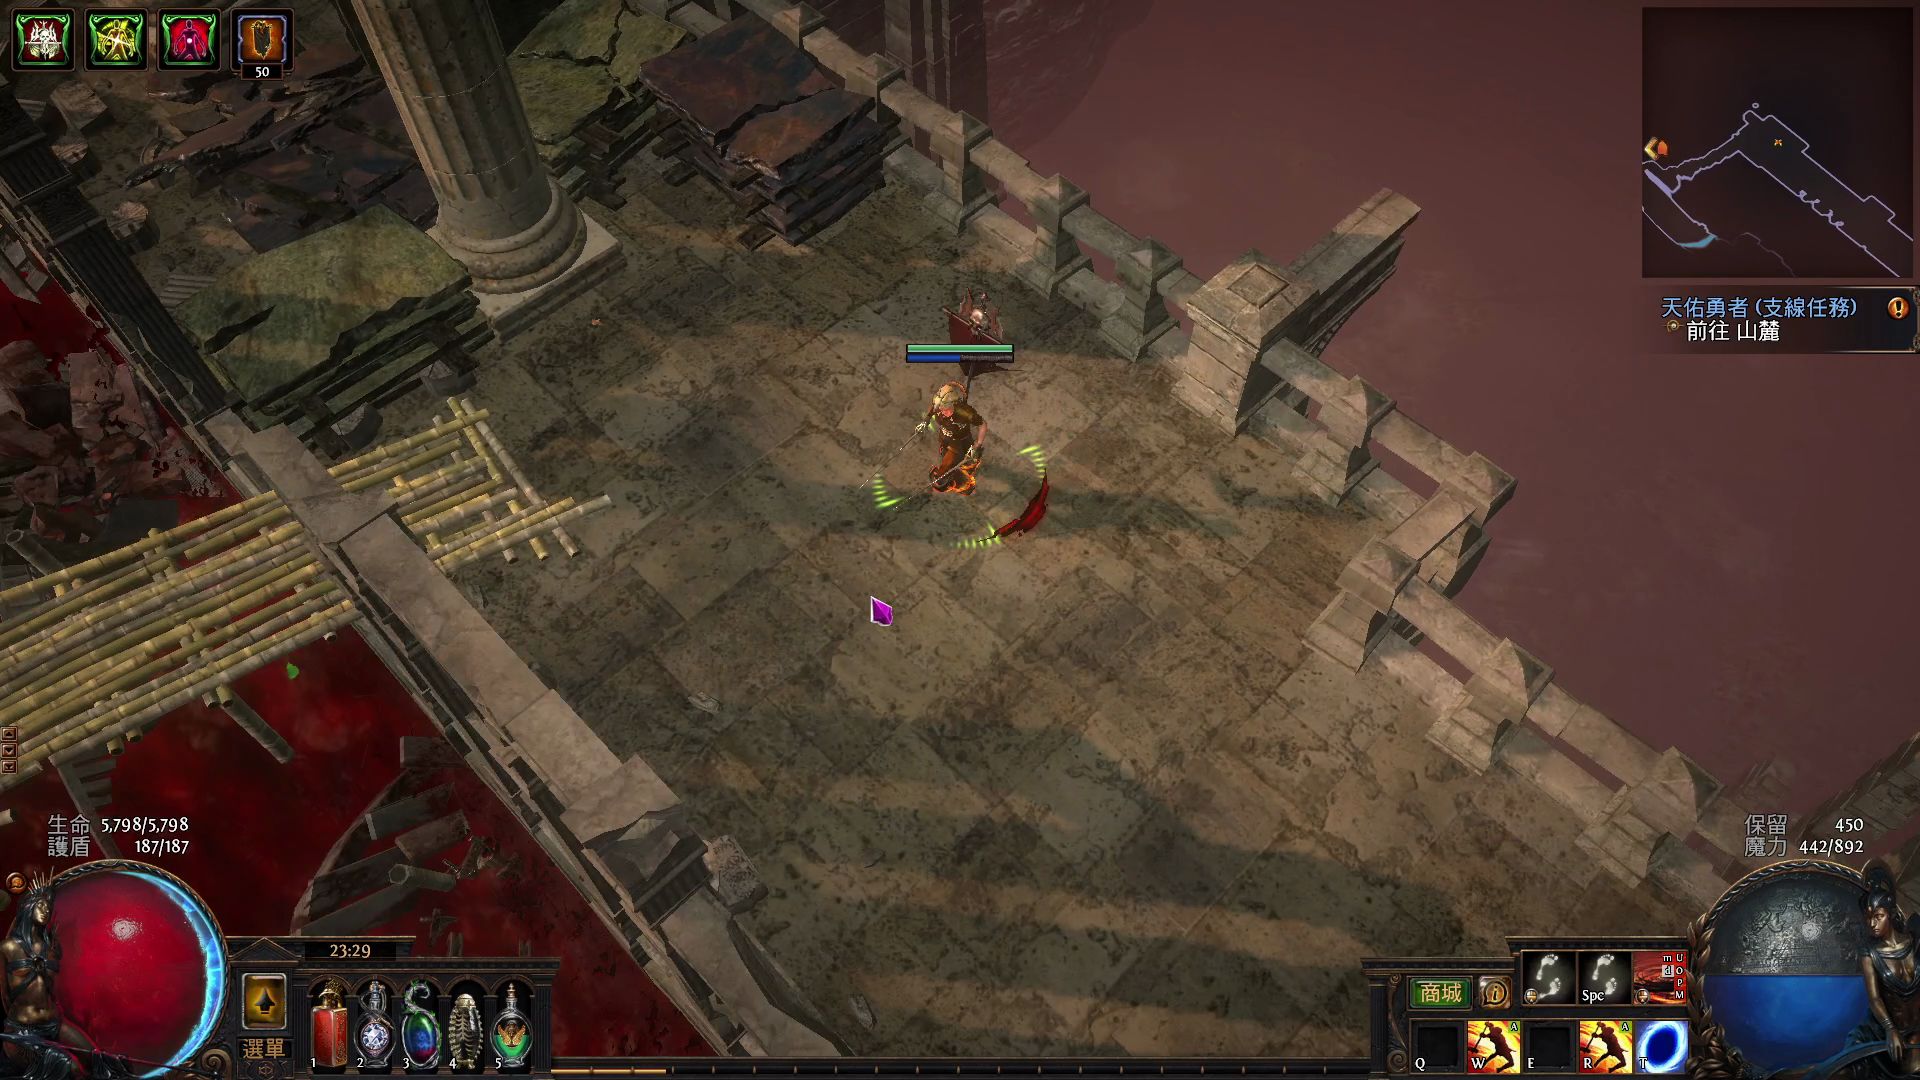 50
天佑勇者 (支線任務)
前往 山麓
生命 5,798/5,798
護盾 187/187
保留 450
魔力 442/892
23:29
選單
1 2 3 4 5
商城
Spc
m U
d O
P
M
Q W A E R A T